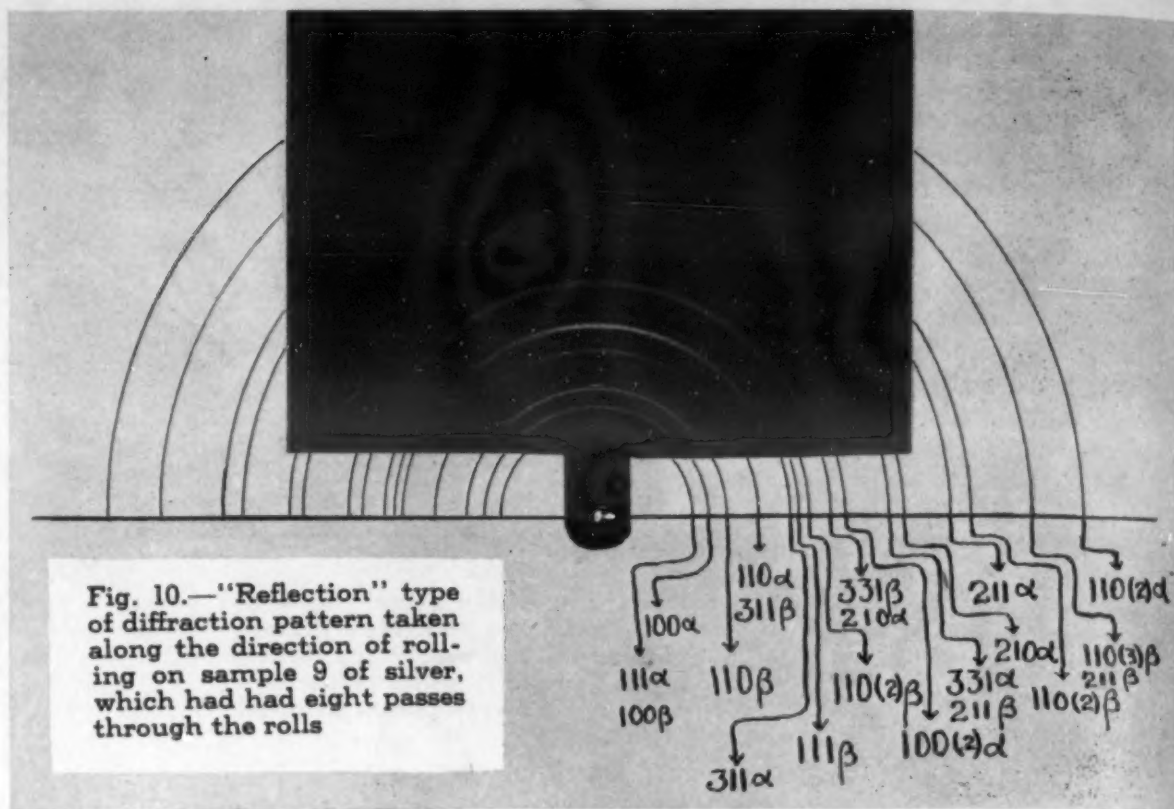 Fig. 10.—"Reflection" type
of diffraction pattern taken
along the direction of roll-
ing on sample 9 of silver,
which had had eight passes
through the rolls
111α
100β
100α
110β
110α
311β
311α
111β
110(2)β
331β
210α
100(2)α
331α
211β
210α
211α
110(2)β
110(3)β
211β
110(2)α